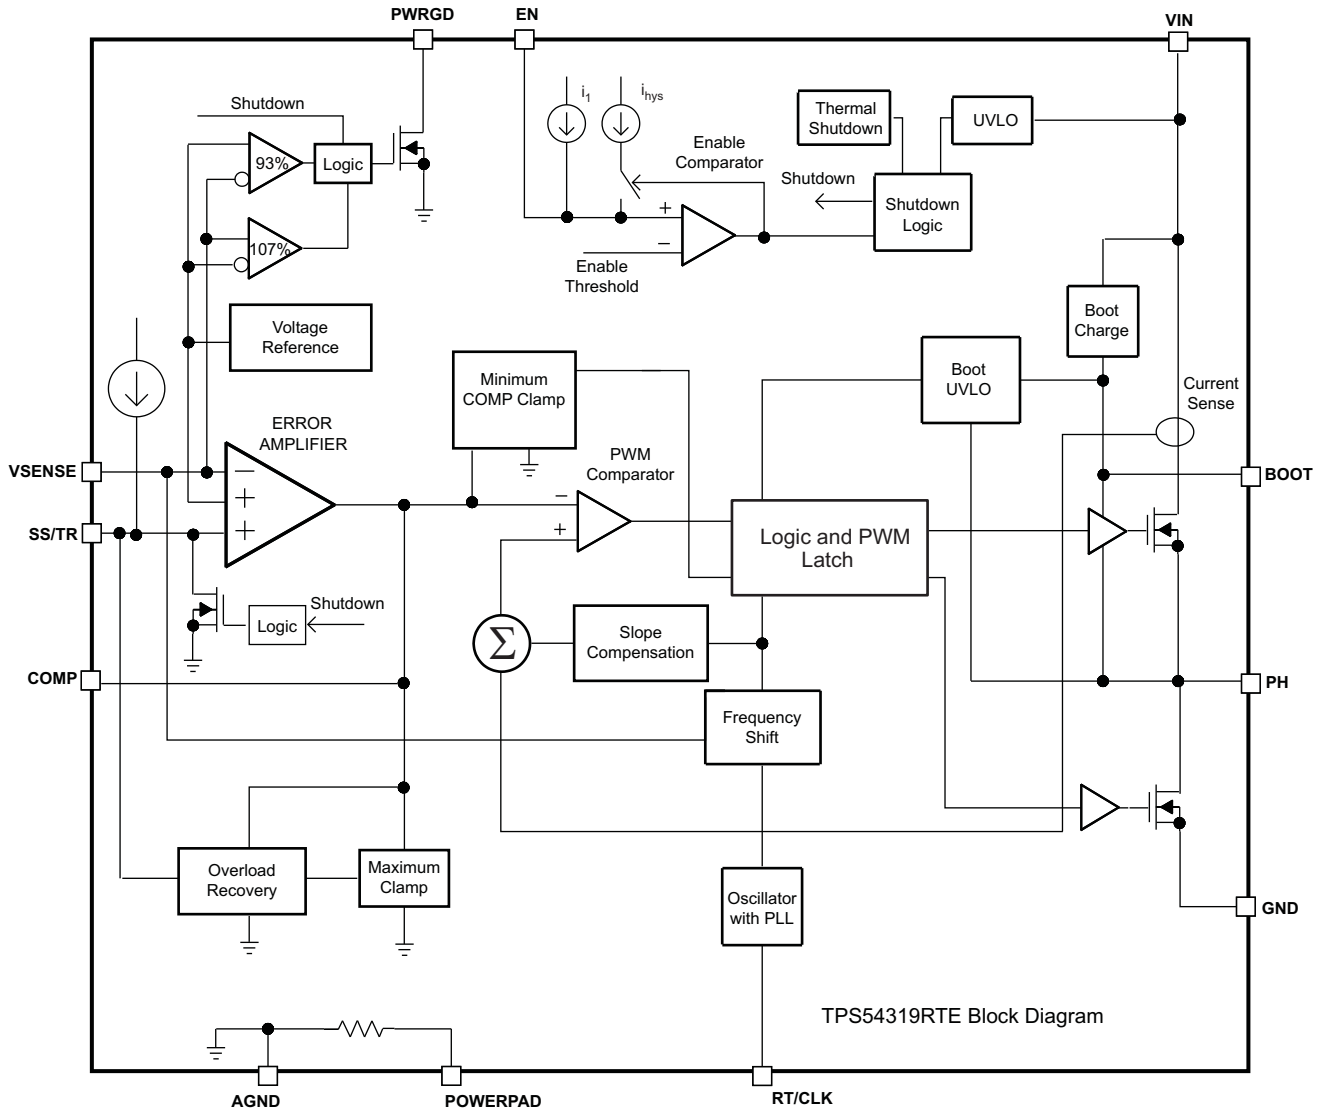 PWRGD
EN
VIN
Shutdown
93%
Logic
107%
i1
ihys
Enable
Comparator
+
−
Enable
Threshold
Thermal
Shutdown
UVLO
Shutdown
Shutdown
Logic
Voltage
Reference
Boot
Charge
Minimum
COMP Clamp
Boot
UVLO
Current
Sense
ERROR
AMPLIFIER
VSENSE
−
+
+
SS/TR
PWM
Comparator
−
+
Logic and PWM
Latch
BOOT
Shutdown
Logic
Σ
Slope
Compensation
COMP
PH
Frequency
Shift
Overload
Recovery
Maximum
Clamp
Oscillator
with PLL
GND
TPS54319RTE Block Diagram
AGND
POWERPAD
RT/CLK